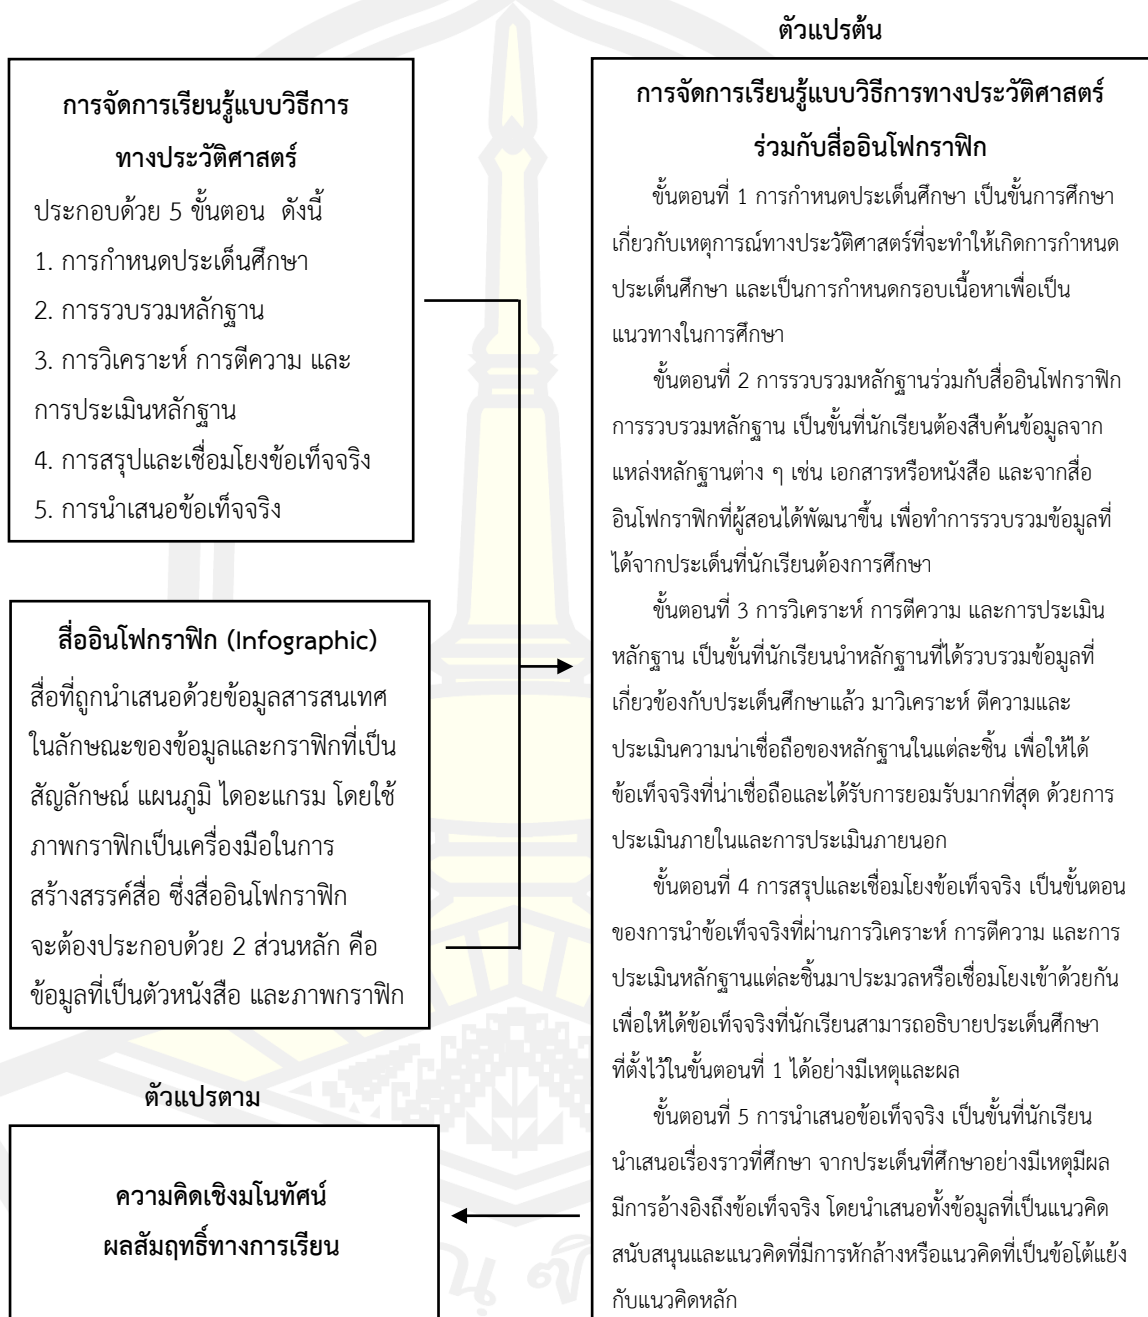 การจัดการเรียนรู้แบบวิธีการ
ทางประวัติศาสตร์
ประกอบด้วย 5 ขั้นตอน ดังนี้
1. การกำหนดประเด็นศึกษา
2. การรวบรวมหลักฐาน
3. การวิเคราะห์ การตีความ และ
การประเมินหลักฐาน
4. การสรุปและเชื่อมโยงข้อเท็จจริง
5. การนำเสนอข้อเท็จจริง
สื่ออินโฟกราฟิก (Infographic)
สื่อที่ถูกนำเสนอด้วยข้อมูลสารสนเทศ
ในลักษณะของข้อมูลและกราฟิกที่เป็น
สัญลักษณ์ แผนภูมิ ไดอะแกรม โดยใช้
ภาพกราฟิกเป็นเครื่องมือในการ
สร้างสรรค์สื่อ ซึ่งสื่ออินโฟกราฟิก
จะต้องประกอบด้วย 2 ส่วนหลัก คือ
ข้อมูลที่เป็นตัวหนังสือ และภาพกราฟิก
ตัวแปรต้น
การจัดการเรียนรู้แบบวิธีการทางประวัติศาสตร์
ร่วมกับสื่ออินโฟกราฟิก
ขั้นตอนที่ 1 การกำหนดประเด็นศึกษา เป็นขั้นการศึกษา
เกี่ยวกับเหตุการณ์ทางประวัติศาสตร์ที่จะทำให้เกิดการกำหนด
ประเด็นศึกษา และเป็นการกำหนดกรอบเนื้อหาเพื่อเป็น
แนวทางในการศึกษา
ขั้นตอนที่ 2 การรวบรวมหลักฐานร่วมกับสื่ออินโฟกราฟิก
การรวบรวมหลักฐาน เป็นขั้นที่นักเรียนต้องสืบค้นข้อมูลจาก
แหล่งหลักฐานต่าง ๆ เช่น เอกสารหรือหนังสือ และจากสื่อ
อินโฟกราฟิกที่ผู้สอนได้พัฒนาขึ้น เพื่อทำการรวบรวมข้อมูลที่
ได้จากประเด็นที่นักเรียนต้องการศึกษา
ขั้นตอนที่ 3 การวิเคราะห์ การตีความ และการประเมิน
หลักฐาน เป็นขั้นที่นักเรียนนำหลักฐานที่ได้รวบรวมข้อมูลที่
เกี่ยวข้องกับประเด็นศึกษาแล้ว มาวิเคราะห์ ตีความและ
ประเมินความน่าเชื่อถือของหลักฐานในแต่ละชิ้น เพื่อให้ได้
ข้อเท็จจริงที่น่าเชื่อถือและได้รับการยอมรับมากที่สุด ด้วยการ
ประเมินภายในและการประเมินภายนอก
ขั้นตอนที่ 4 การสรุปและเชื่อมโยงข้อเท็จจริง เป็นขั้นตอน
ของการนำข้อเท็จจริงที่ผ่านการวิเคราะห์ การตีความ และการ
ประเมินหลักฐานแต่ละชิ้นมาประมวลหรือเชื่อมโยงเข้าด้วยกัน
เพื่อให้ได้ข้อเท็จจริงที่นักเรียนสามารถอธิบายประเด็นศึกษา
ที่ตั้งไว้ในขั้นตอนที่ 1 ได้อย่างมีเหตุและผล
ขั้นตอนที่ 5 การนำเสนอข้อเท็จจริง เป็นขั้นที่นักเรียน
นำเสนอเรื่องราวที่ศึกษา จากประเด็นที่ศึกษาอย่างมีเหตุมีผล
มีการอ้างอิงถึงข้อเท็จจริง โดยนำเสนอทั้งข้อมูลที่เป็นแนวคิด
สนับสนุนและแนวคิดที่มีการหักล้างหรือแนวคิดที่เป็นข้อโต้แย้ง
กับแนวคิดหลัก
ตัวแปรตาม
ความคิดเชิงมโนทัศน์
ผลสัมฤทธิ์ทางการเรียน